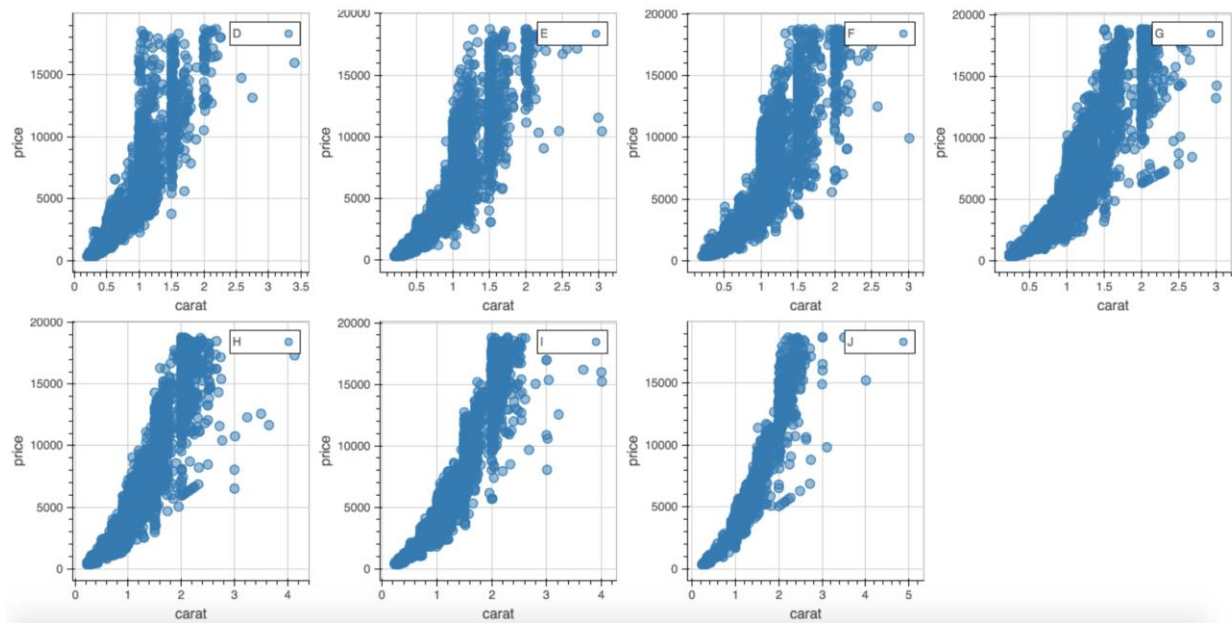 20000 20000 20000
D E F G
15000 15000 15000 15000
10000 10000 10000 10000
price price price price
5000 5000 5000 5000
0 0 0 0
0 0.5 1 1.5 2 2.5 3 3.5 0.5 1 1.5 2 2.5 3 0.5 1 1.5 2 2.5 3 0 0.5 1 1.5 2 2.5 3
carat carat carat carat
20000 20000
H I J
15000 15000 15000
10000 10000 10000
price price price
5000 5000 5000
0 0 0
0 1 2 3 4 0 1 2 3 4 0 1 2 3 4 5
carat carat carat